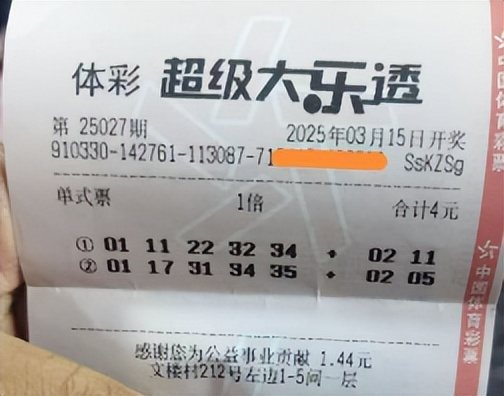 体彩 超级大乐透
第 25027期 2025年03月15日开奖
910330-142761-113087-71 SsKZSg
单式票 1倍 合计4元
① 01 11 22 32 34 + 02 11
② 01 17 31 34 35 + 02 05
感谢您为公益事业贡献 1.44元
文楼村212号左边1-5间一层
中国体育彩票
中国体育彩票